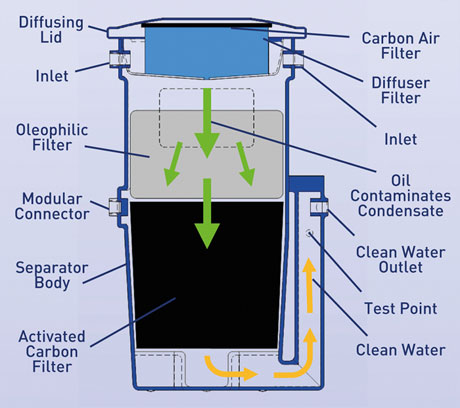 Diffusing
Lid
Inlet
Oleophilic
Filter
Modular
Connector
Separator
Body
Activated
Carbon
Filter
Carbon Air
Filter
Diffuser
Filter
Inlet
Oil
Contaminates
Condensate
Clean Water
Outlet
Test Point
Clean Water